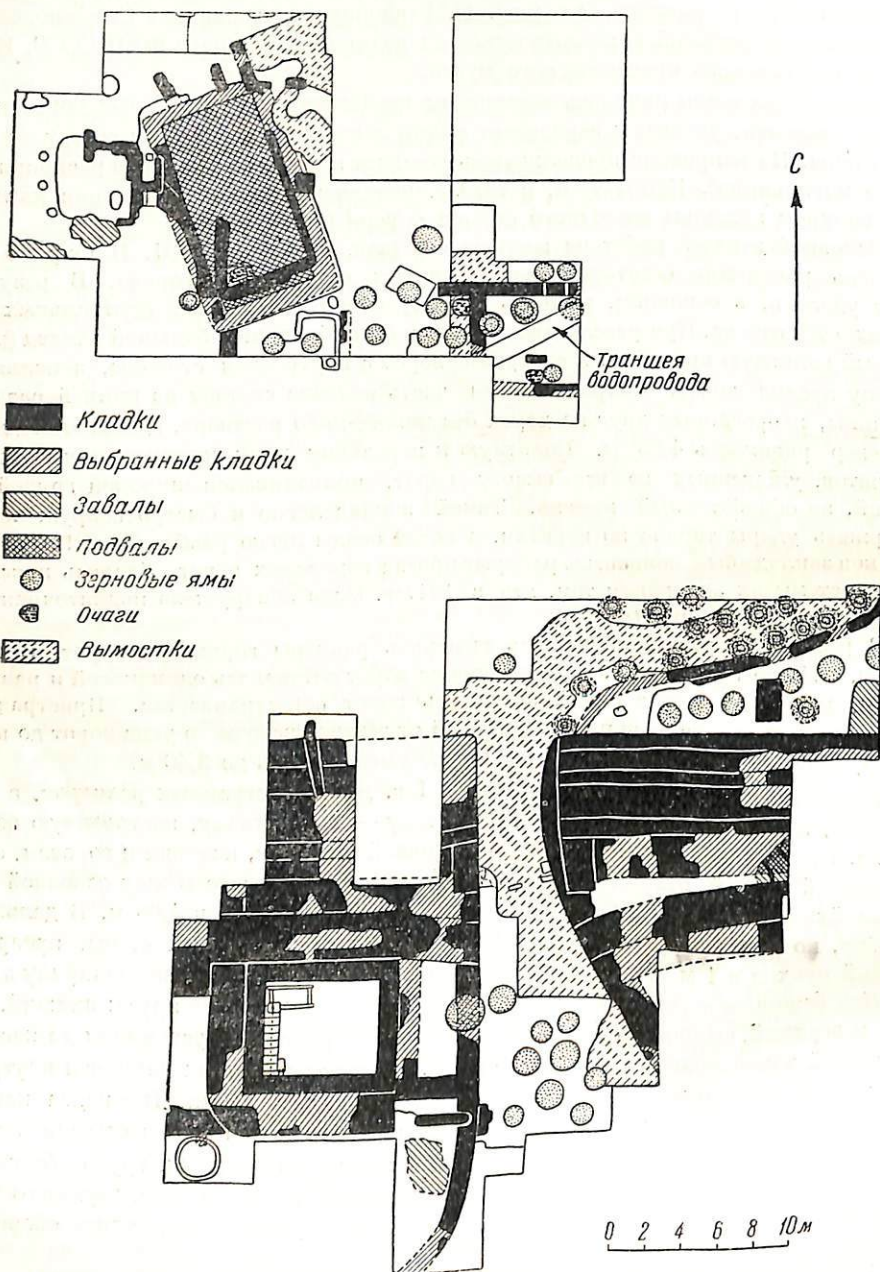 С
Траншея
водопровода
Кладки
Выбранные кладки
Завалы
Подвалы
Зерновые ямы
Очаги
Вымостки
0 2 4 6 8 10м